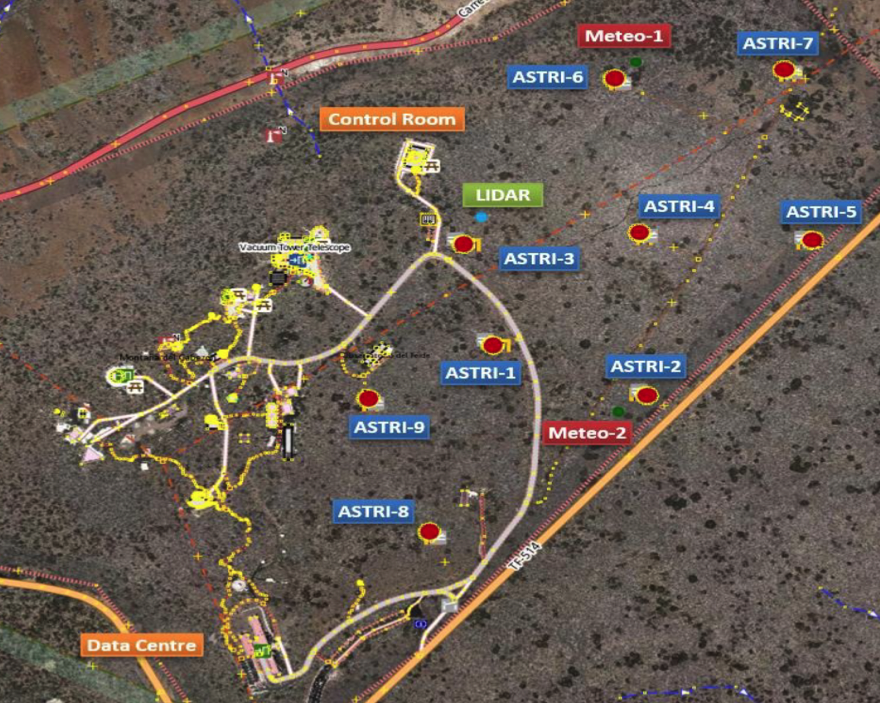 Carre
Meteo-1
ASTRI-7
ASTRI-6
N
Control Room
N
LIDAR
ASTRI-4
ASTRI-5
Vacuum Tower Telescope
ASTRI-3
N
ASTRI-1
ASTRI-2
ASTRI-9
Meteo-2
ASTRI-8
TF-514
Data Centre